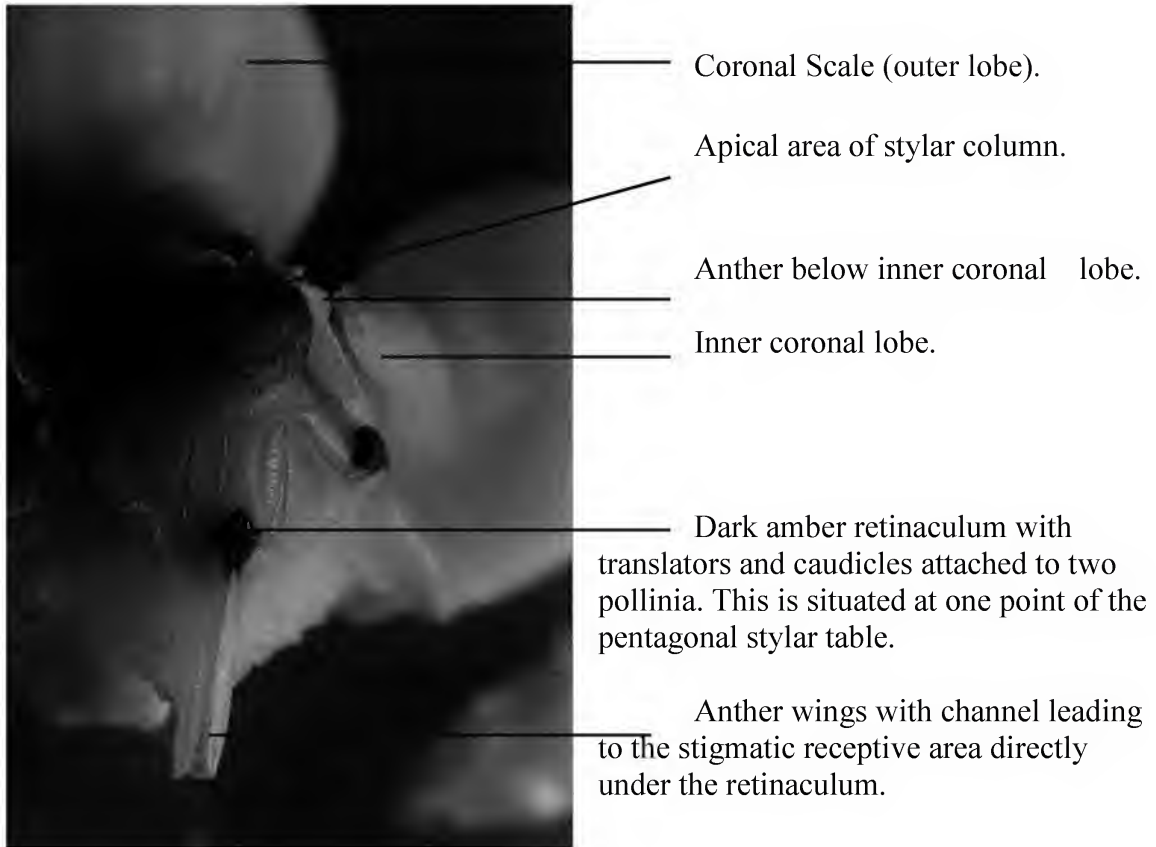 Coronal Scale (outer lobe).
Apical area of stylar column.
Anther below inner coronal lobe.
Inner coronal lobe.
Dark amber retinaculum with
translators and caudicles attached to two
pollinia. This is situated at one point of the
pentagonal stylar table.
Anther wings with channel leading
to the stigmatic receptive area directly
under the retinaculum.